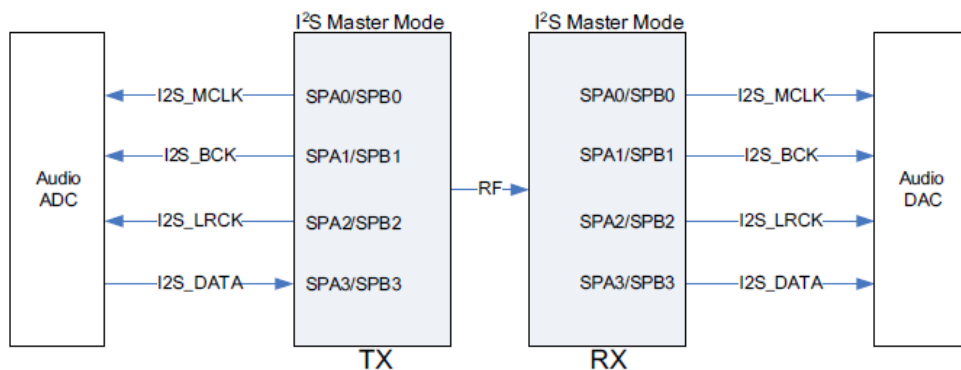 I²S Master Mode
I²S Master Mode
I2S_MCLK
SPA0/SPB0
SPA0/SPB0
I2S_MCLK
I2S_BCK
SPA1/SPB1
SPA1/SPB1
I2S_BCK
Audio
ADC
RF
Audio
DAC
I2S_LRCK
SPA2/SPB2
SPA2/SPB2
I2S_LRCK
I2S_DATA
SPA3/SPB3
SPA3/SPB3
I2S_DATA
TX
RX